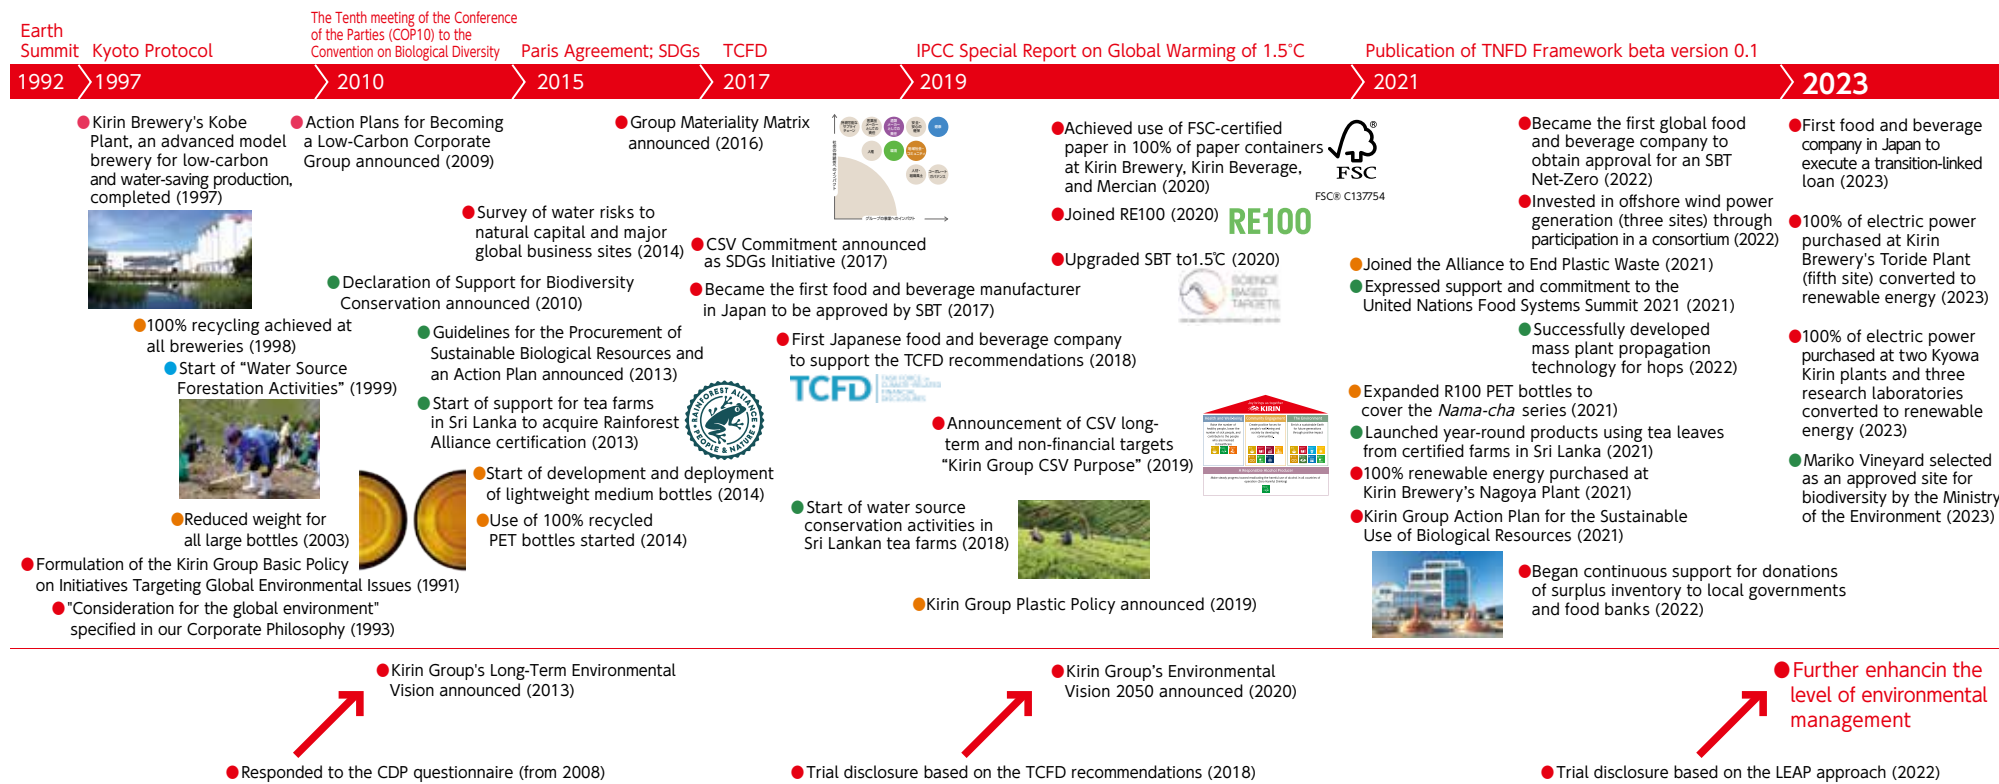 Earth
Summit
Kyoto Protocol
The Tenth meeting of the Conference
of the Parties (COP10) to the
Convention on Biological Diversity
Paris Agreement; SDGs
TCFD
IPCC Special Report on Global Warming of 1.5°C
Publication of TNFD Framework beta version 0.1
1992
1997
2010
2015
2017
2019
2021
2023
Kirin Brewery's Kobe
Plant, an advanced model
brewery for low-carbon
and water-saving production,
completed (1997)
100% recycling achieved at
all breweries (1998)
Start of “Water Source
Forestation Activities” (1999)
Reduced weight for
all large bottles (2003)
Formulation of the Kirin Group Basic Policy
on Initiatives Targeting Global Environmental Issues (1991)
"Consideration for the global environment"
specified in our Corporate Philosophy (1993)
Action Plans for Becoming
a Low-Carbon Corporate
Group announced (2009)
Survey of water risks to
natural capital and major
global business sites (2014)
Declaration of Support for Biodiversity
Conservation announced (2010)
Guidelines for the Procurement of
Sustainable Biological Resources and
an Action Plan announced (2013)
Start of support for tea farms
in Sri Lanka to acquire Rainforest
Alliance certification (2013)
RAINFOREST ALLIANCE
PEOPLE & NATURE
Start of development and deployment
of lightweight medium bottles (2014)
Use of 100% recycled
PET bottles started (2014)
Group Materiality Matrix
announced (2016)
CSV Commitment announced
as SDGs Initiative (2017)
Became the first food and beverage manufacturer
in Japan to be approved by SBT (2017)
First Japanese food and beverage company
to support the TCFD recommendations (2018)
TCFD
TASK FORCE ON
CLIMATE-RELATED
FINANCIAL
DISCLOSURES
Announcement of CSV long-
term and non-financial targets
“Kirin Group CSV Purpose” (2019)
KIRIN
Start of water source
conservation activities in
Sri Lankan tea farms (2018)
Kirin Group Plastic Policy announced (2019)
Achieved use of FSC-certified
paper in 100% of paper containers
at Kirin Brewery, Kirin Beverage,
and Mercian (2020)
®
FSC
FSC® C137754
Joined RE100 (2020)
RE100
Upgraded SBT to1.5℃ (2020)
SCIENCE
BASED
TARGETS
Became the first global food
and beverage company to
obtain approval for an SBT
Net-Zero (2022)
Invested in offshore wind power
generation (three sites) through
participation in a consortium (2022)
Joined the Alliance to End Plastic Waste (2021)
Expressed support and commitment to the
United Nations Food Systems Summit 2021 (2021)
Successfully developed
mass plant propagation
technology for hops (2022)
Expanded R100 PET bottles to
cover the Nama-cha series (2021)
Launched year-round products using tea leaves
from certified farms in Sri Lanka (2021)
100% renewable energy purchased at
Kirin Brewery’s Nagoya Plant (2021)
Kirin Group Action Plan for the Sustainable
Use of Biological Resources (2021)
Began continuous support for donations
of surplus inventory to local governments
and food banks (2022)
First food and beverage
company in Japan to
execute a transition-linked
loan (2023)
100% of electric power
purchased at Kirin
Brewery's Toride Plant
(fifth site) converted to
renewable energy (2023)
100% of electric power
purchased at two Kyowa
Kirin plants and three
research laboratories
converted to renewable
energy (2023)
Mariko Vineyard selected
as an approved site for
biodiversity by the Ministry
of the Environment (2023)
Kirin Group's Long-Term Environmental
Vision announced (2013)
Responded to the CDP questionnaire (from 2008)
Kirin Group’s Environmental
Vision 2050 announced (2020)
Trial disclosure based on the TCFD recommendations (2018)
Further enhancin the
level of environmental
management
Trial disclosure based on the LEAP approach (2022)